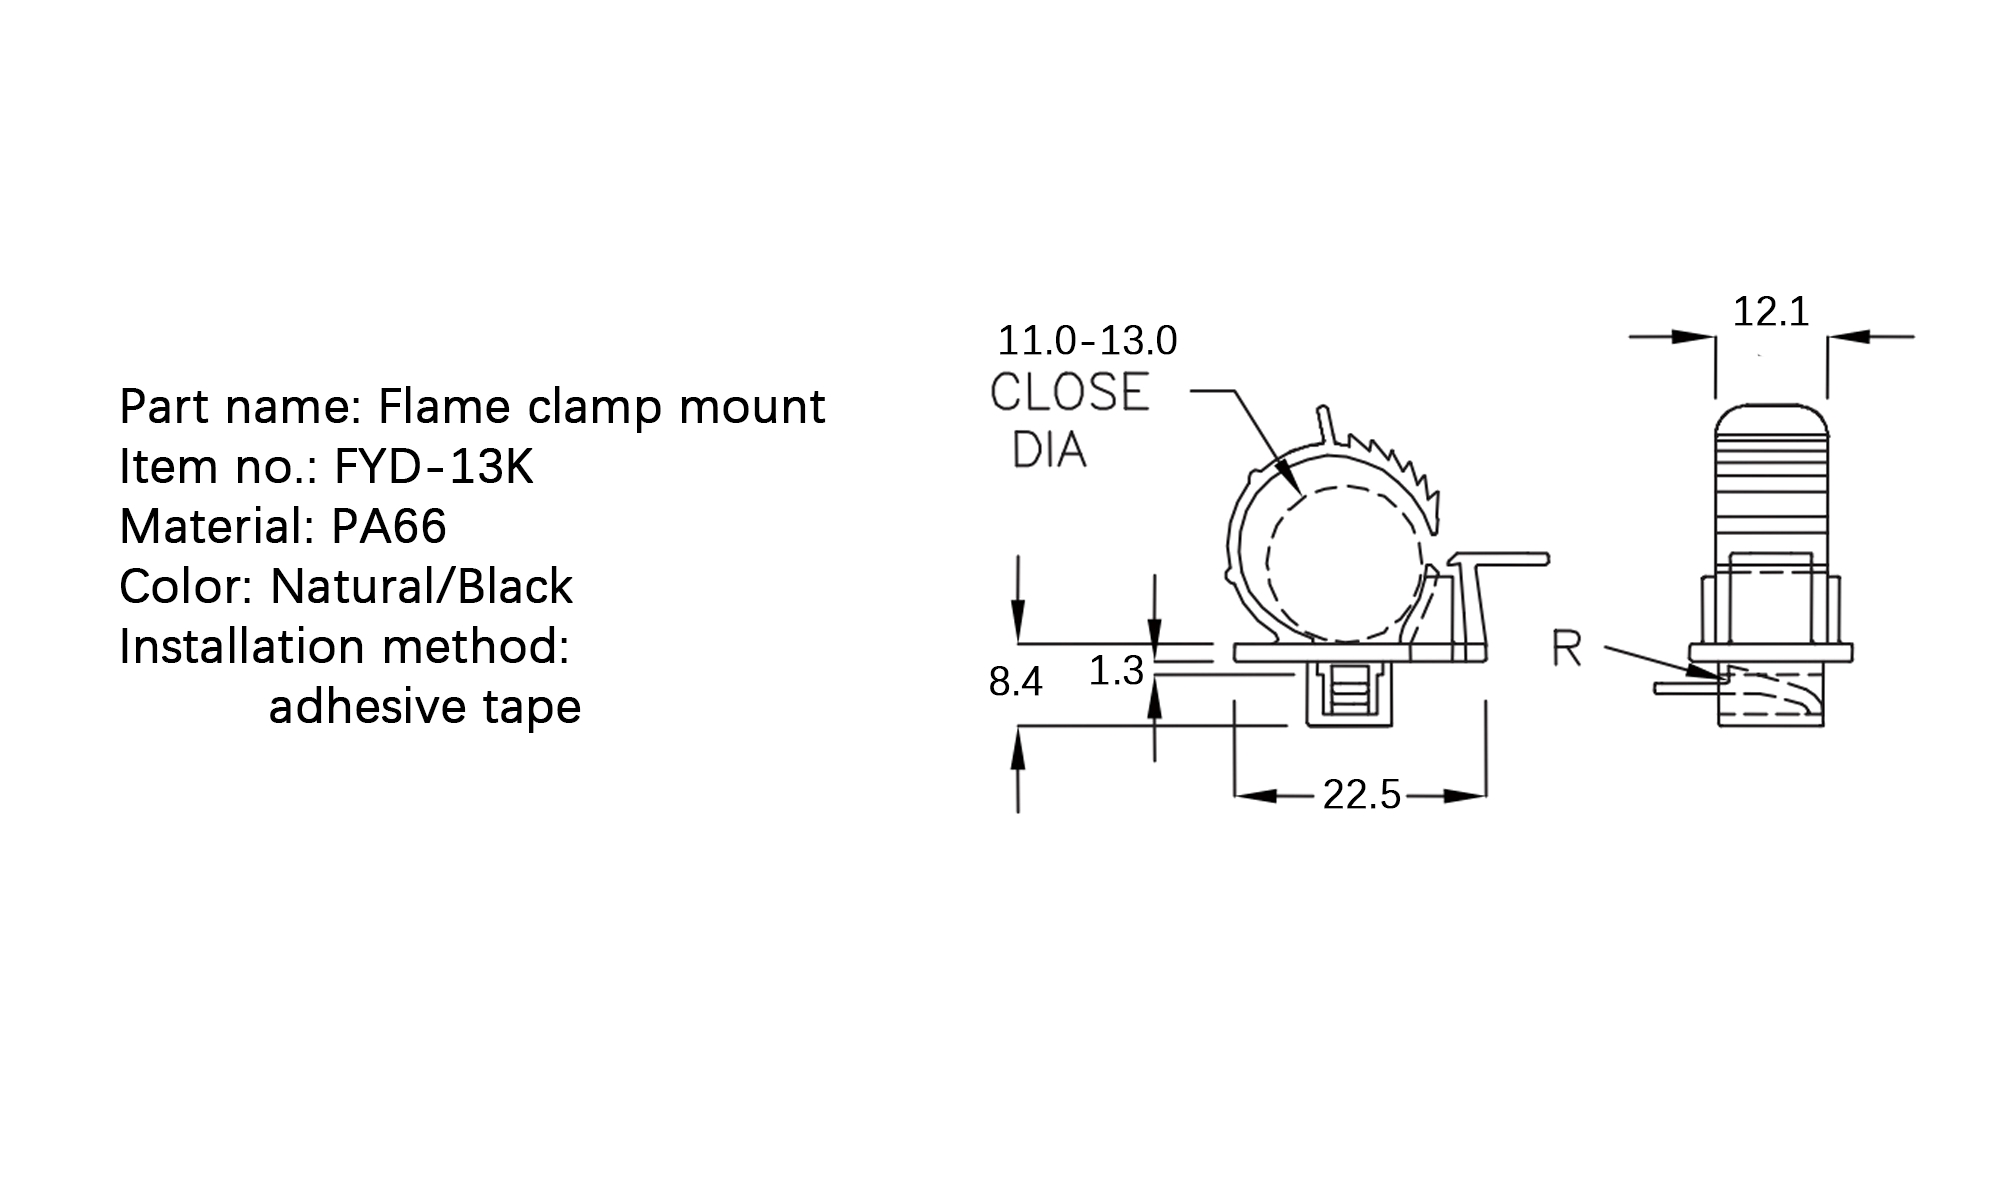 Part name: Flame clamp mount
Item no.: FYD-13K
Material: PA66
Color: Natural/Black
Installation method:
adhesive tape
11.0-13.0
CLOSE
DIA
12.1
R
8.4
1.3
22.5